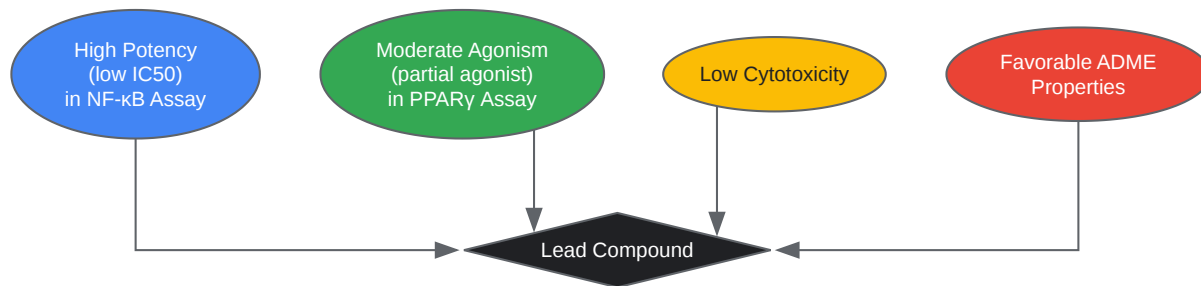 High Potency
(low IC50)
in NF-κB Assay
Moderate Agonism
(partial agonist)
in PPARγ Assay
Low Cytotoxicity
Favorable ADME
Properties
Lead Compound